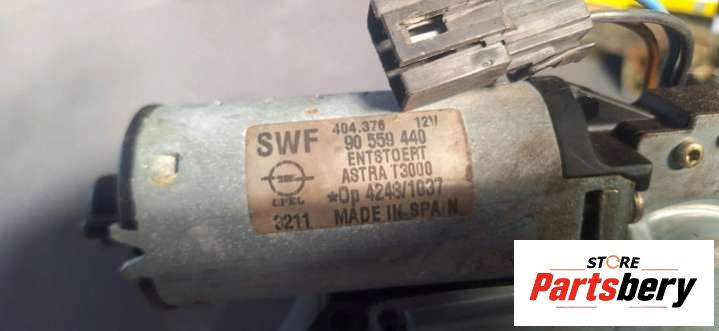 SWF 404.376 12V
90 559 440
ENTSTOERT
ASTRA T3000
OPEL *Op 4248/1037
3211 MADE IN SPAIN
STORE
Partsbery